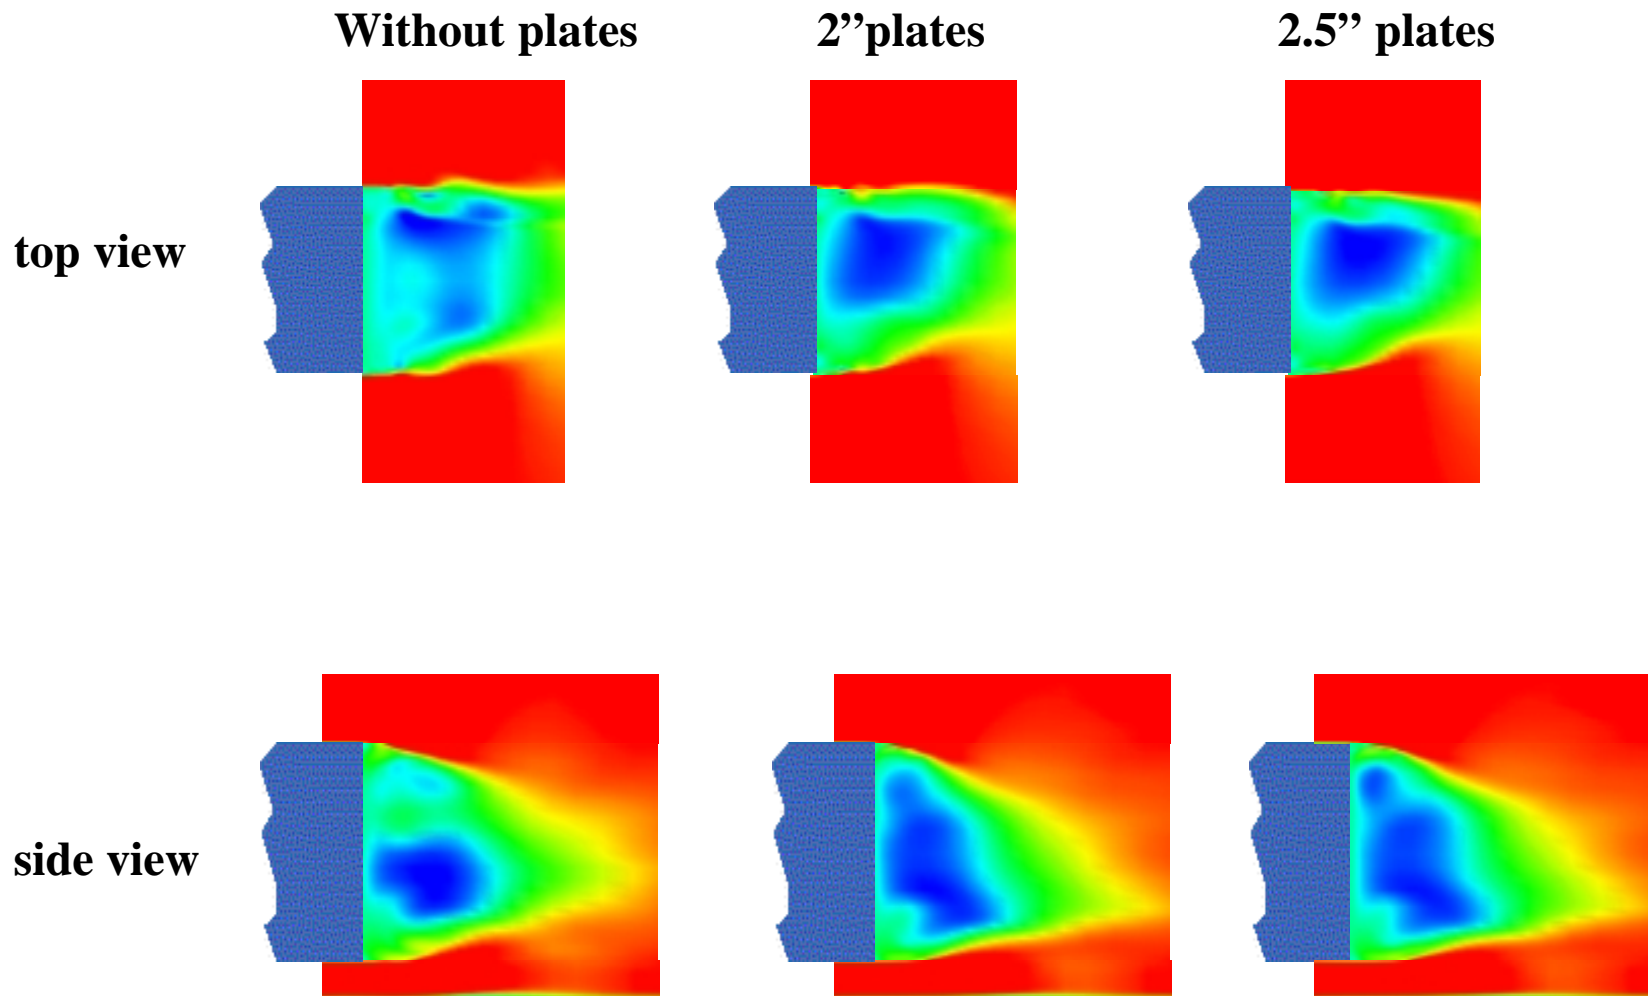 Without plates
2”plates
2.5” plates
top view
side view